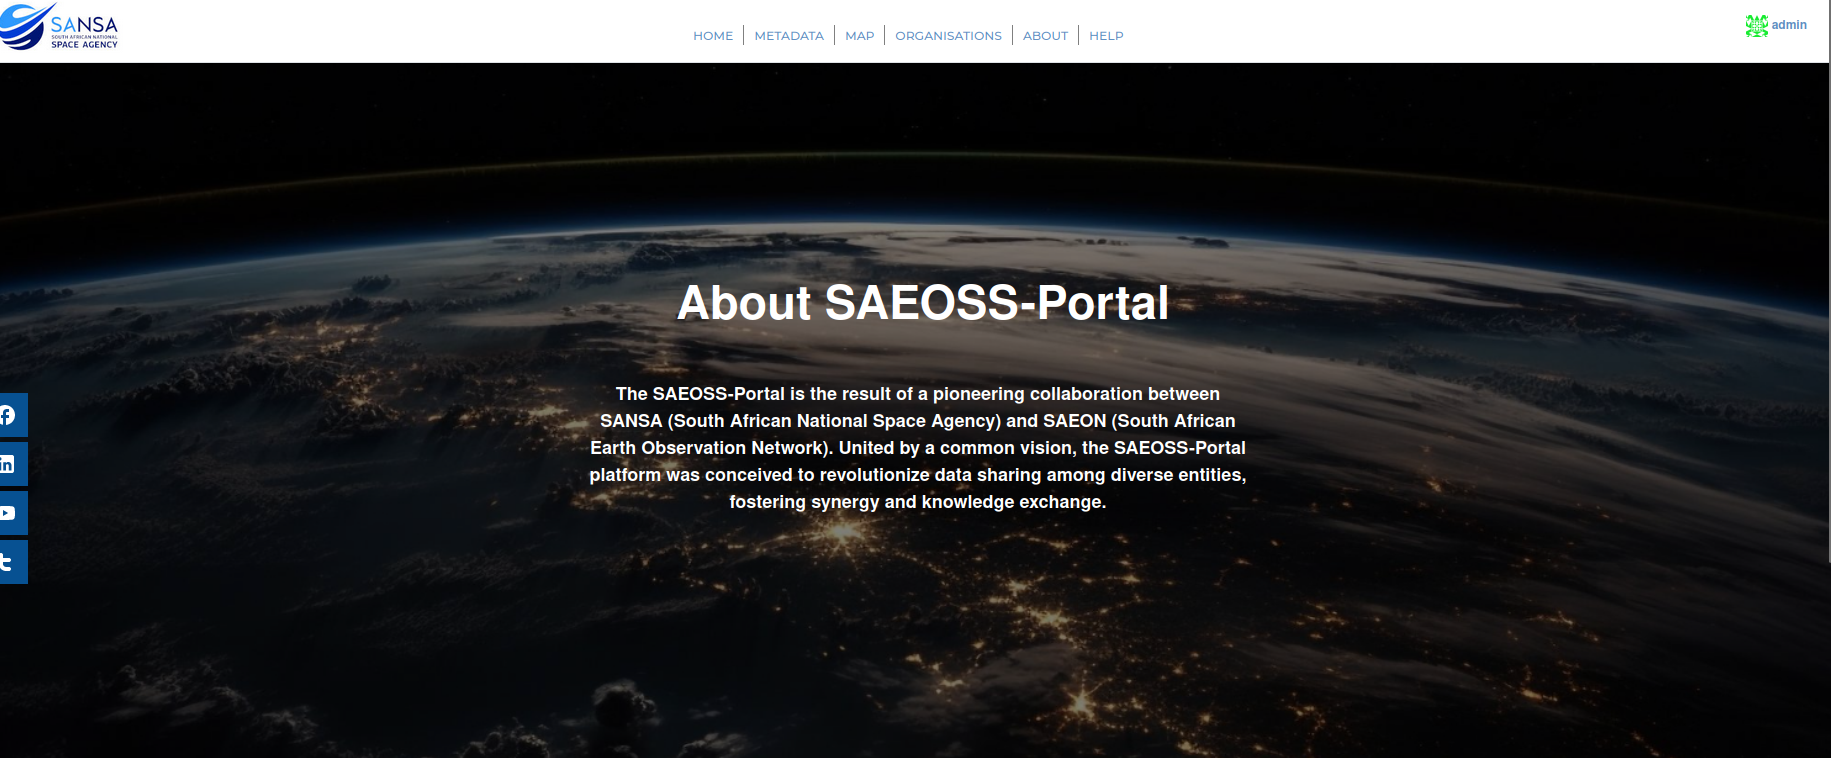 SANSA
SOUTH AFRICAN NATIONAL
SPACE AGENCY
HOME METADATA MAP ORGANISATIONS ABOUT HELP
admin
About SAEOSS-Portal
The SAEOSS-Portal is the result of a pioneering collaboration between
SANSA (South African National Space Agency) and SAEON (South African
Earth Observation Network). United by a common vision, the SAEOSS-Portal
platform was conceived to revolutionize data sharing among diverse entities,
fostering synergy and knowledge exchange.
in